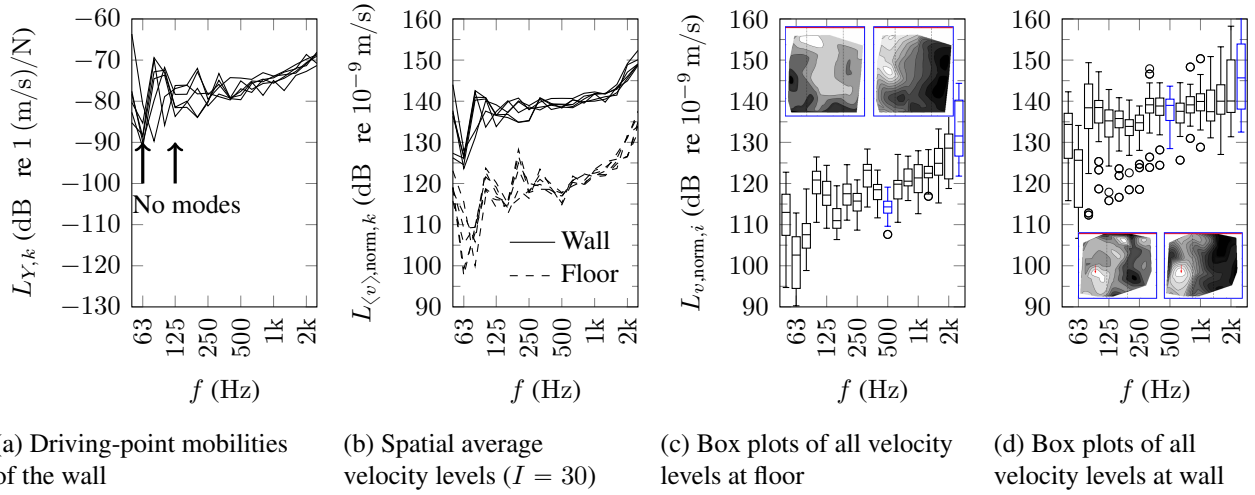 L_{Y,k} (dB re 1 (m/s)/N)
−60
−70
−80
−90
−100
−110
−120
−130
No modes
63
125
250
500
1k
2k
f (Hz)
L_{⟨v⟩,norm,k} (dB re 10^{−9} m/s)
160
150
140
130
120
110
100
90
Wall
Floor
63
125
250
500
1k
2k
f (Hz)
L_{v,norm,i} (dB re 10^{−9} m/s)
160
150
140
130
120
110
100
90
63
125
250
500
1k
2k
f (Hz)
160
150
140
130
120
110
100
90
63
125
250
500
1k
2k
f (Hz)
(a) Driving-point mobilities
of the wall
(b) Spatial average
velocity levels (I = 30)
(c) Box plots of all velocity
levels at floor
(d) Box plots of all
velocity levels at wall